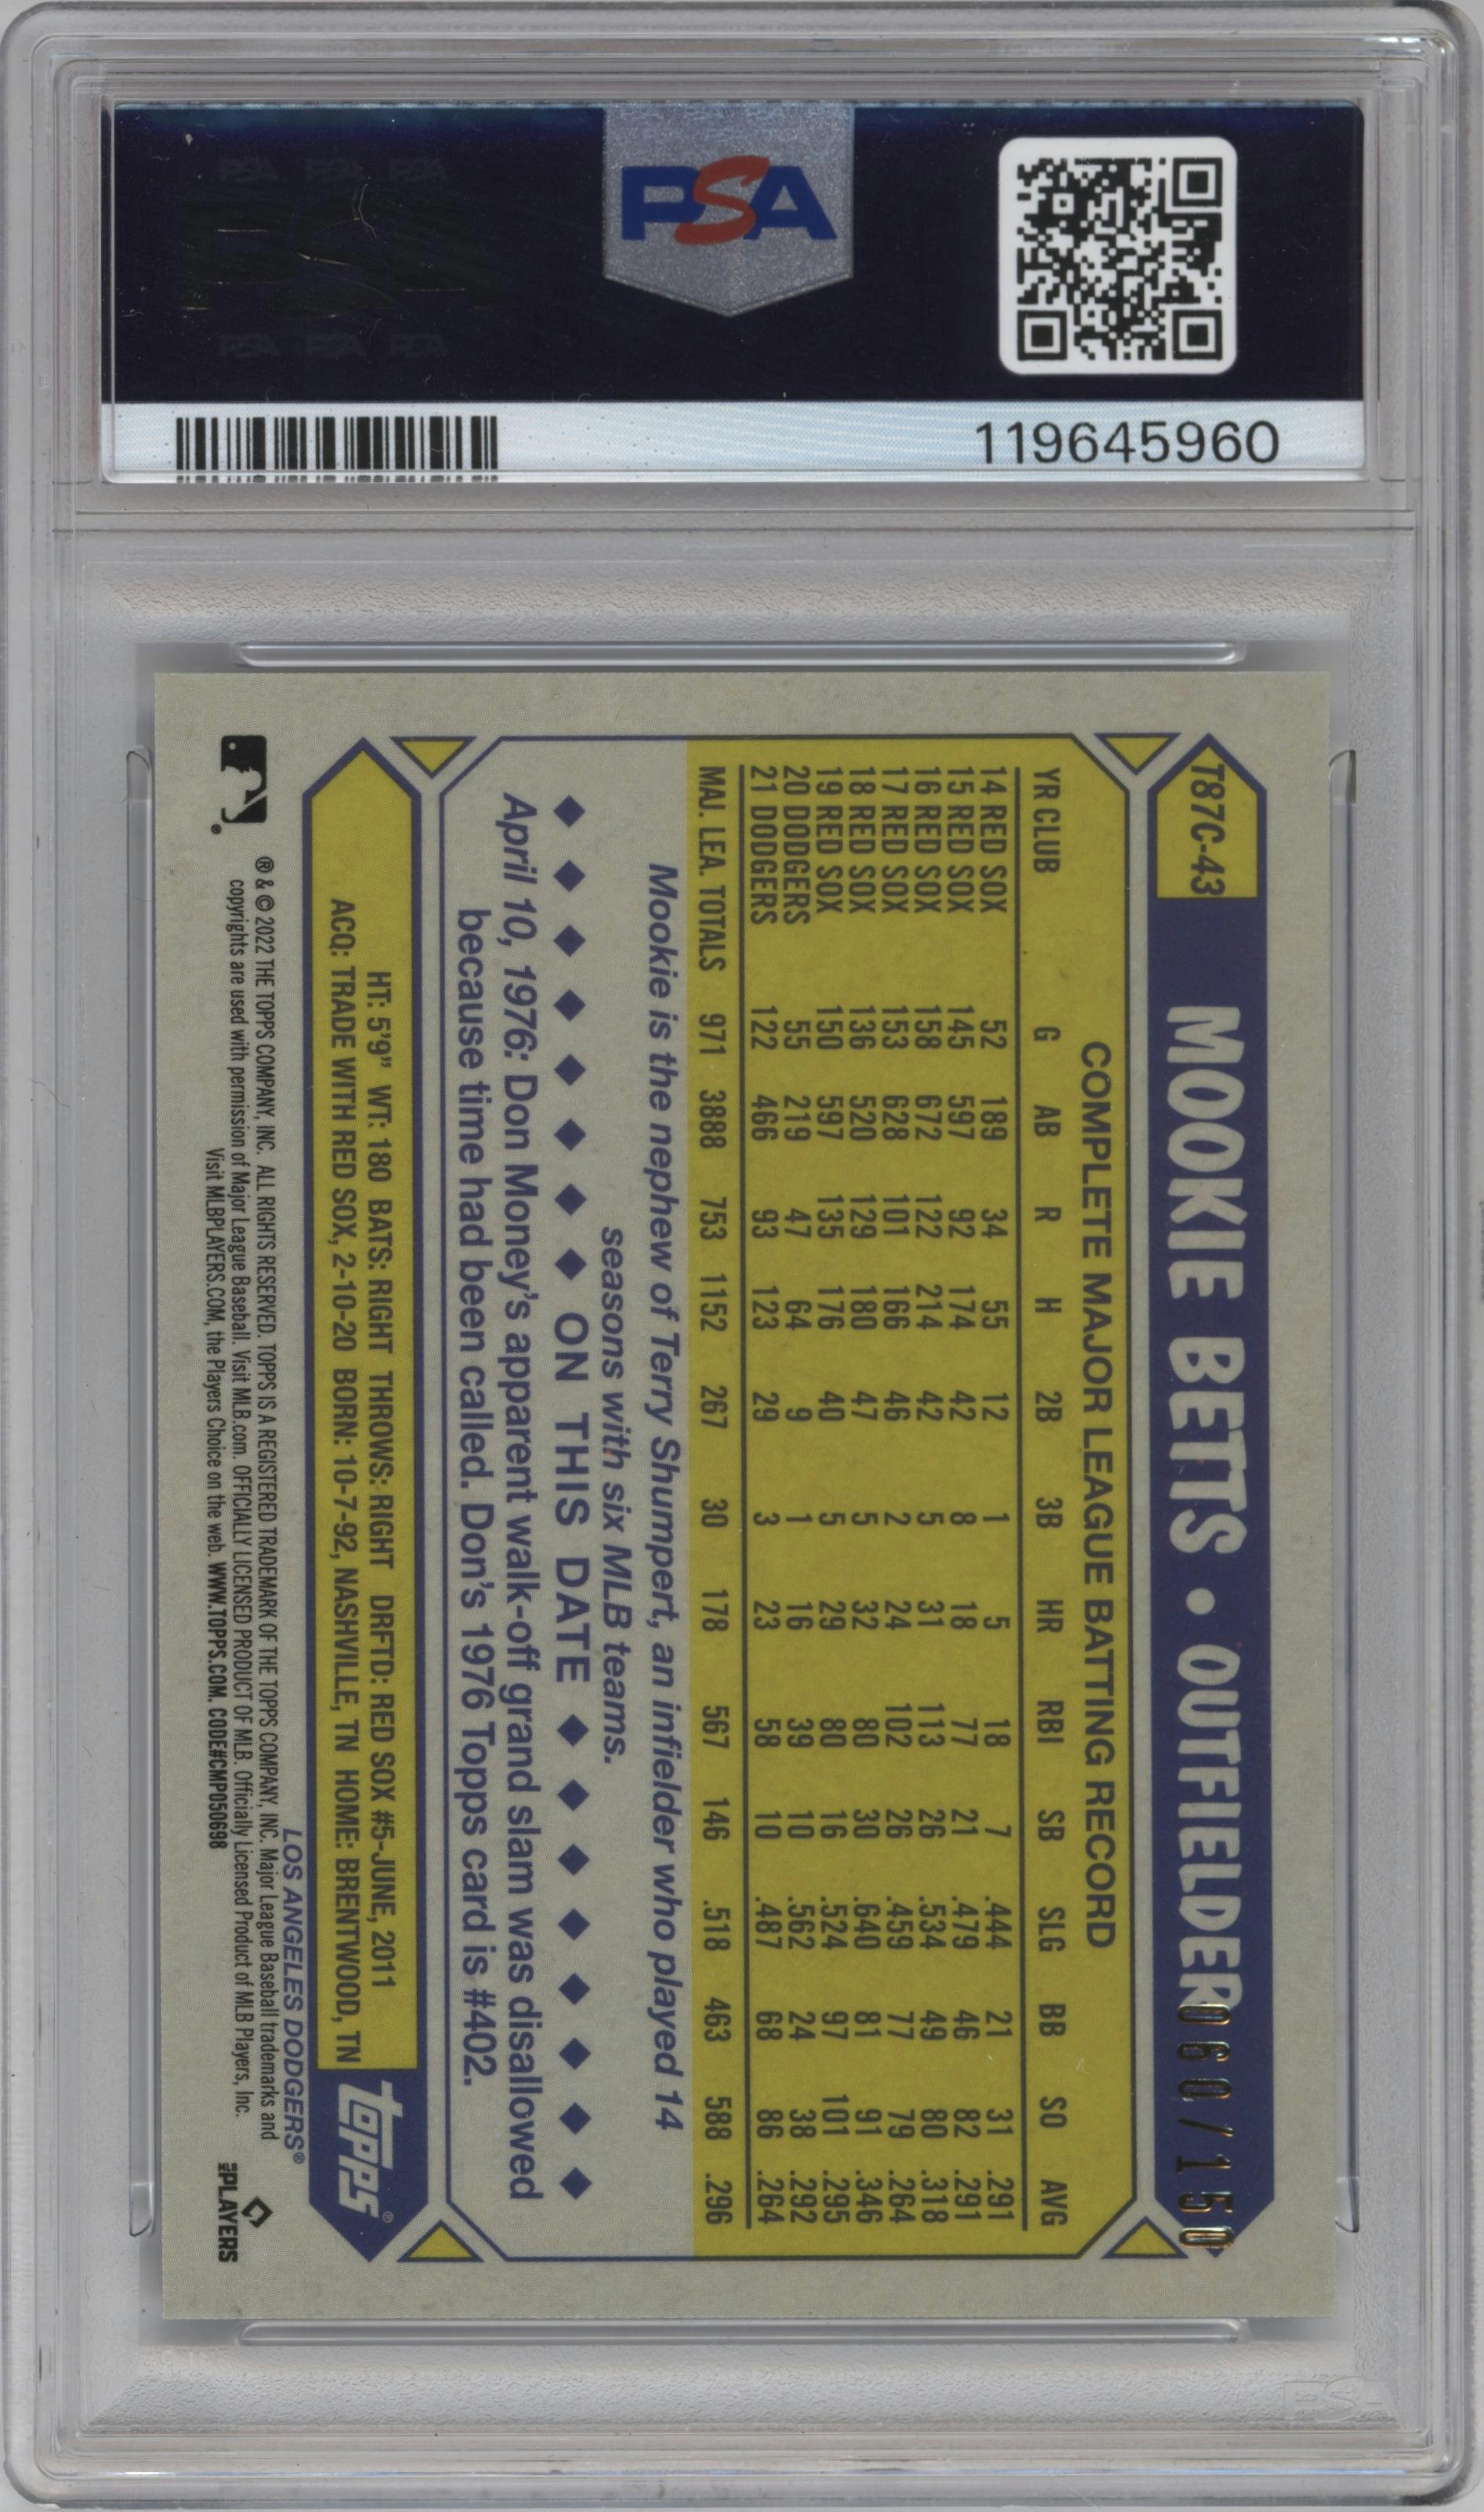 PSA
PSA PSA PSA
PSA
PSA PSA PSA
119645960
T87C-43 MOOKIE BETTS • OUTFIELDER
060/150
COMPLETE MAJOR LEAGUE BATTING RECORD
YR CLUB G AB R H 2B 3B HR RBI SB SLG BB SO AVG
14 RED SOX 52 189 34 55 12 1 5 18 7 .444 21 31 .291
15 RED SOX 145 597 92 174 42 8 18 77 21 .479 46 82 .291
16 RED SOX 158 672 122 214 42 5 31 113 26 .534 49 80 .318
17 RED SOX 153 628 101 166 46 2 24 102 26 .459 77 79 .264
18 RED SOX 136 520 129 180 47 5 32 80 30 .640 81 91 .346
19 RED SOX 150 597 135 176 40 5 29 80 16 .524 97 101 .295
20 DODGERS 55 219 47 64 9 1 16 39 10 .562 24 38 .292
21 DODGERS 122 466 93 123 29 3 23 58 10 .487 68 86 .264
MAJ. LEA. TOTALS 971 3888 753 1152 267 30 178 567 146 .518 463 588 .296
Mookie is the nephew of Terry Shumpert, an infielder who played 14
seasons with six MLB teams.
ON THIS DATE
April 10, 1976: Don Money's apparent walk-off grand slam was disallowed
because time had been called. Don's 1976 Topps card is #402.
HT: 5'9" WT: 180 BATS: RIGHT THROWS: RIGHT DRFTD: RED SOX #5-JUNE, 2011
ACQ: TRADE WITH RED SOX, 2-10-20 BORN: 10-7-92, NASHVILLE, TN HOME: BRENTWOOD, TN
topps®
LOS ANGELES DODGERS®
® & © 2022 THE TOPPS COMPANY, INC. ALL RIGHTS RESERVED. TOPPS IS A REGISTERED TRADEMARK OF THE TOPPS COMPANY, INC. Major League Baseball trademarks and
copyrights are used with permission of Major League Baseball. Visit MLB.com. OFFICIALLY LICENSED PRODUCT OF MLB. Officially Licensed Product of MLB Players, Inc.
Visit MLBPLAYERS.COM, the Players Choice on the web. WWW.TOPPS.COM. CODE#CMP050698
MLB PLAYERS
PSA